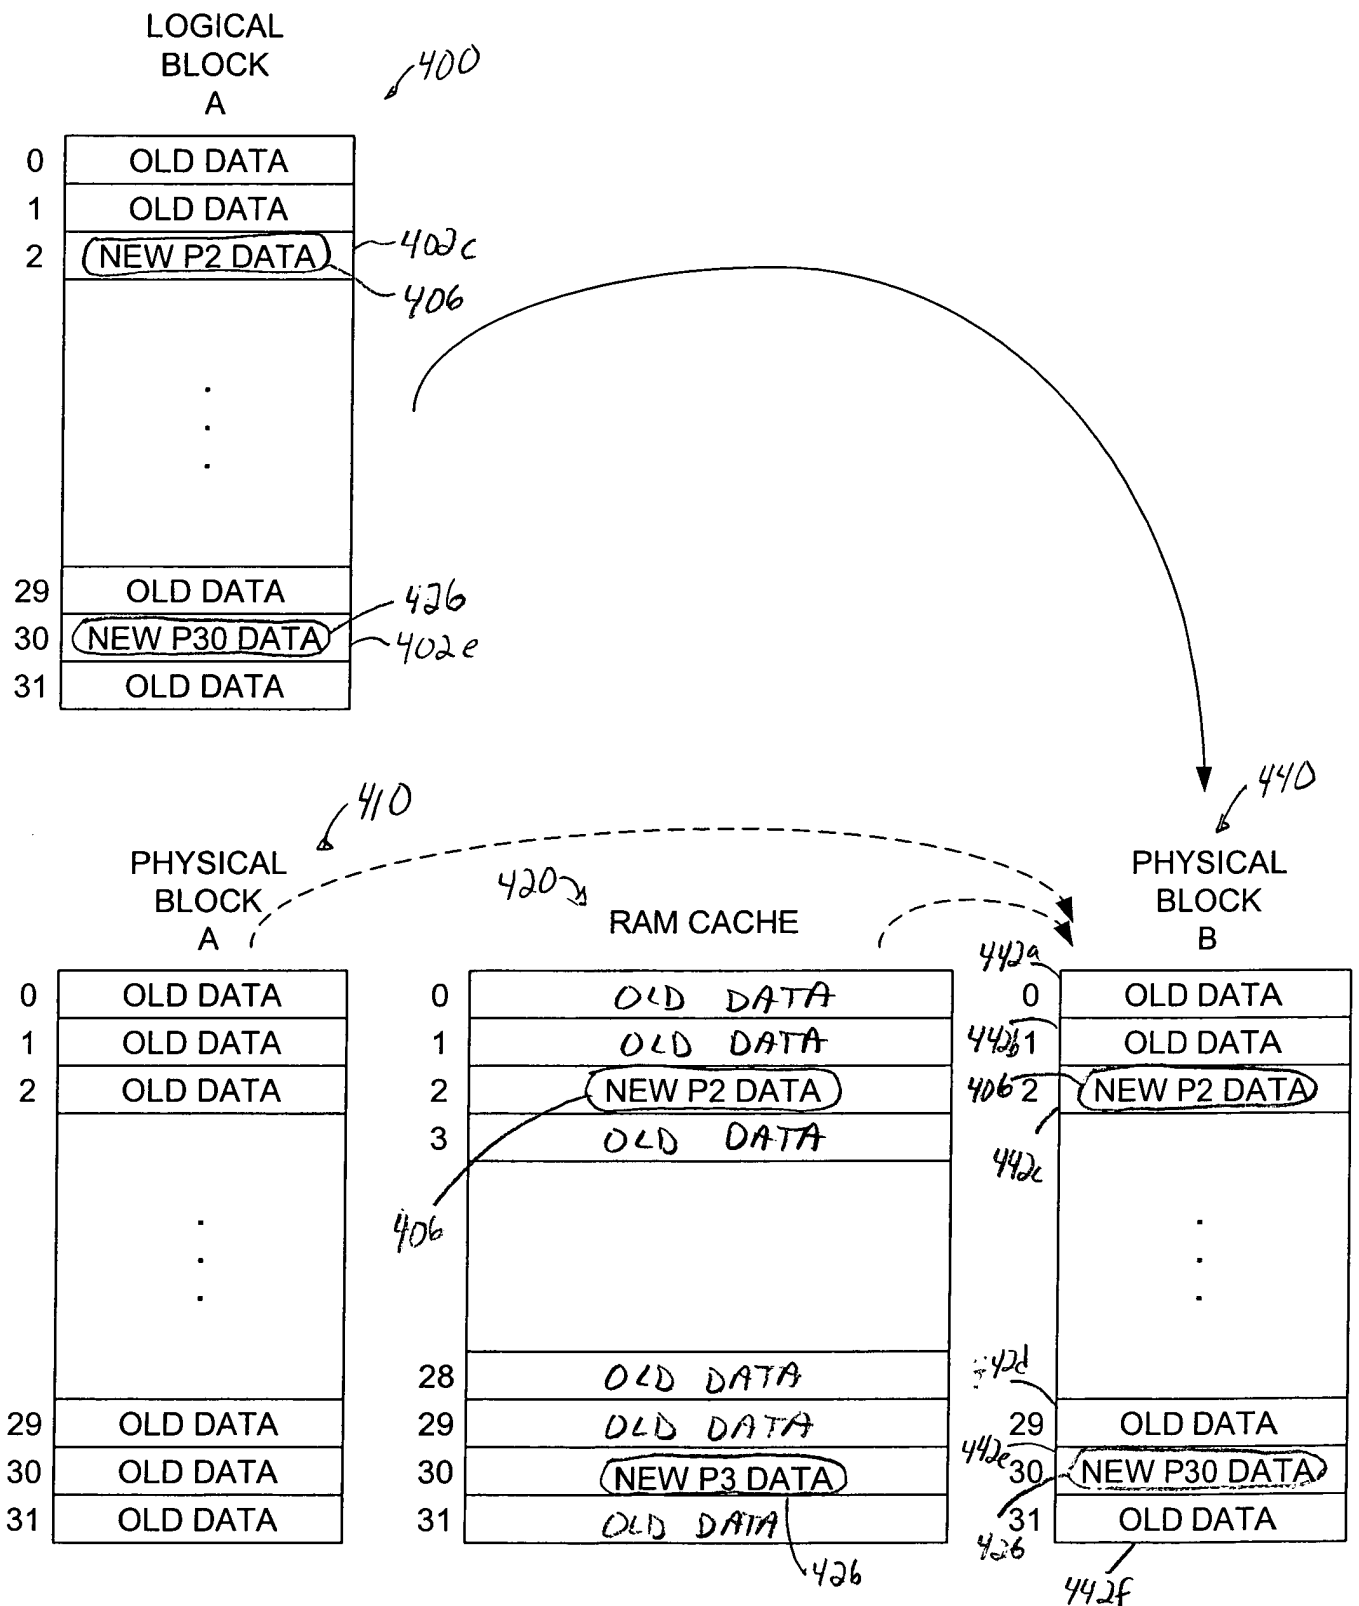 LOGICAL
BLOCK
A
400
0 OLD DATA
1 OLD DATA
2 NEW P2 DATA 402c
406
29 OLD DATA
426
30 NEW P30 DATA
402e
31 OLD DATA
410
PHYSICAL
BLOCK
A
0 OLD DATA
1 OLD DATA
2 OLD DATA
29 OLD DATA
30 OLD DATA
31 OLD DATA
420
RAM CACHE
0 OLD DATA
1 OLD DATA
2 NEW P2 DATA
3 OLD DATA
406
28 OLD DATA
29 OLD DATA
30 NEW P3 DATA
31 OLD DATA
426
440
PHYSICAL
BLOCK
B
442a
0 OLD DATA
442b
1 OLD DATA
406
2 NEW P2 DATA
442c
29 OLD DATA
442e
30 NEW P30 DATA
31 OLD DATA
426
442f